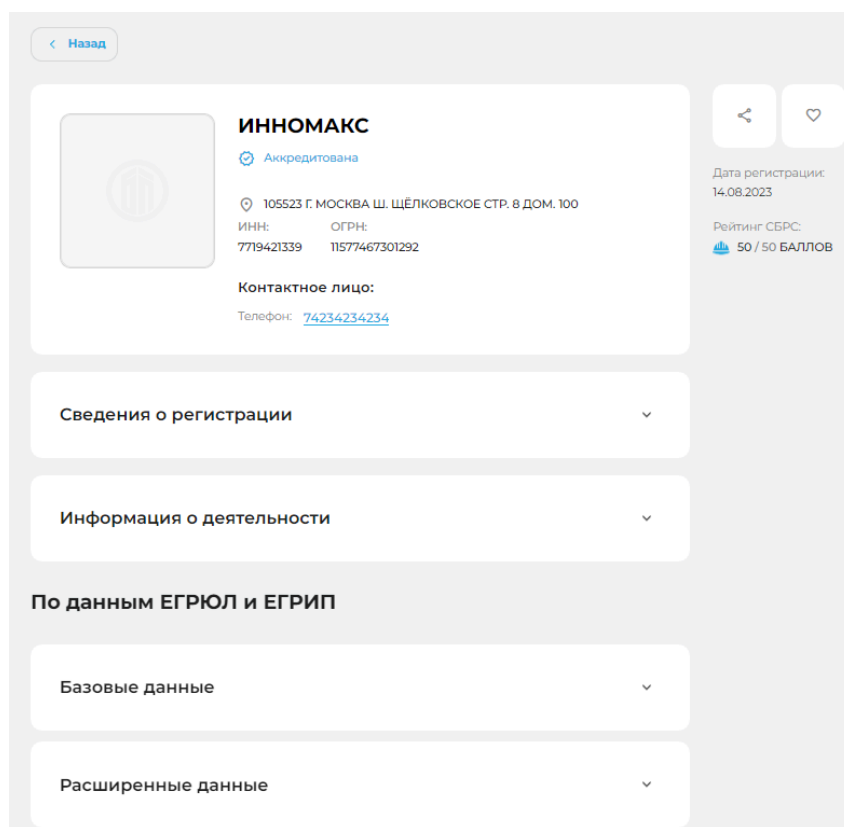 Назад
ИННОМАКС
Аккредитована
105523 Г. МОСКВА Ш. ЩЁЛКОВСКОЕ СТР. 8 ДОМ. 100
ИНН: ОГРН:
7719421339 11577467301292
Контактное лицо:
Телефон: 74234234234
Дата регистрации:
14.08.2023
Рейтинг СБРС:
50 / 50 БАЛЛОВ
Сведения о регистрации
Информация о деятельности
По данным ЕГРЮЛ и ЕГРИП
Базовые данные
Расширенные данные